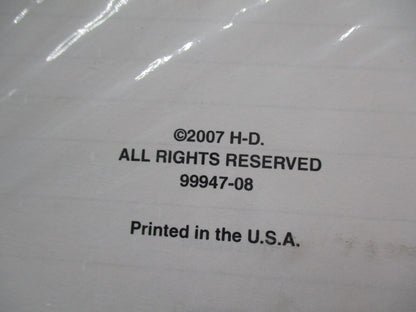 ©2007 H-D.
ALL RIGHTS RESERVED
99947-08
Printed in the U.S.A.